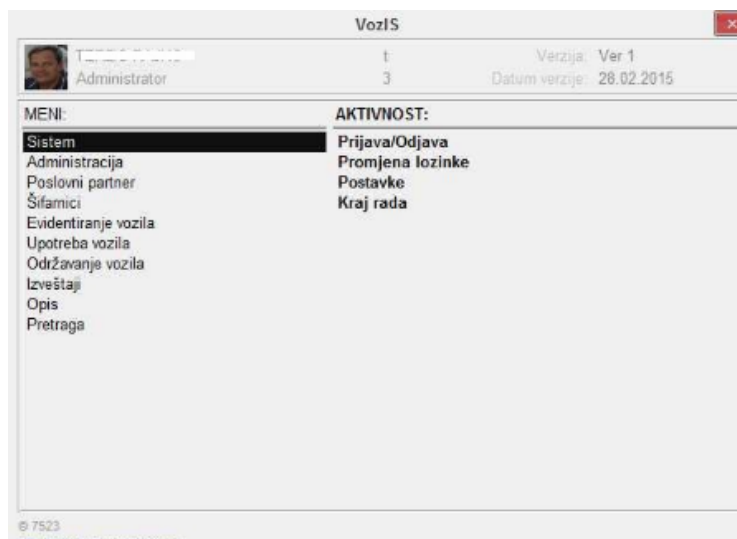 VozIS
t Verzija: Ver 1
Administrator 3 Datum verzije: 28.02.2015
MENI:
Sistem
Administracija
Poslovni partner
Šifarnici
Evidentiranje vozila
Upotreba vozila
Održavanje vozila
Izveštaji
Opis
Pretraga
AKTIVNOST:
Prijava/Odjava
Promjena lozinke
Postavke
Kraj rada
© 7523